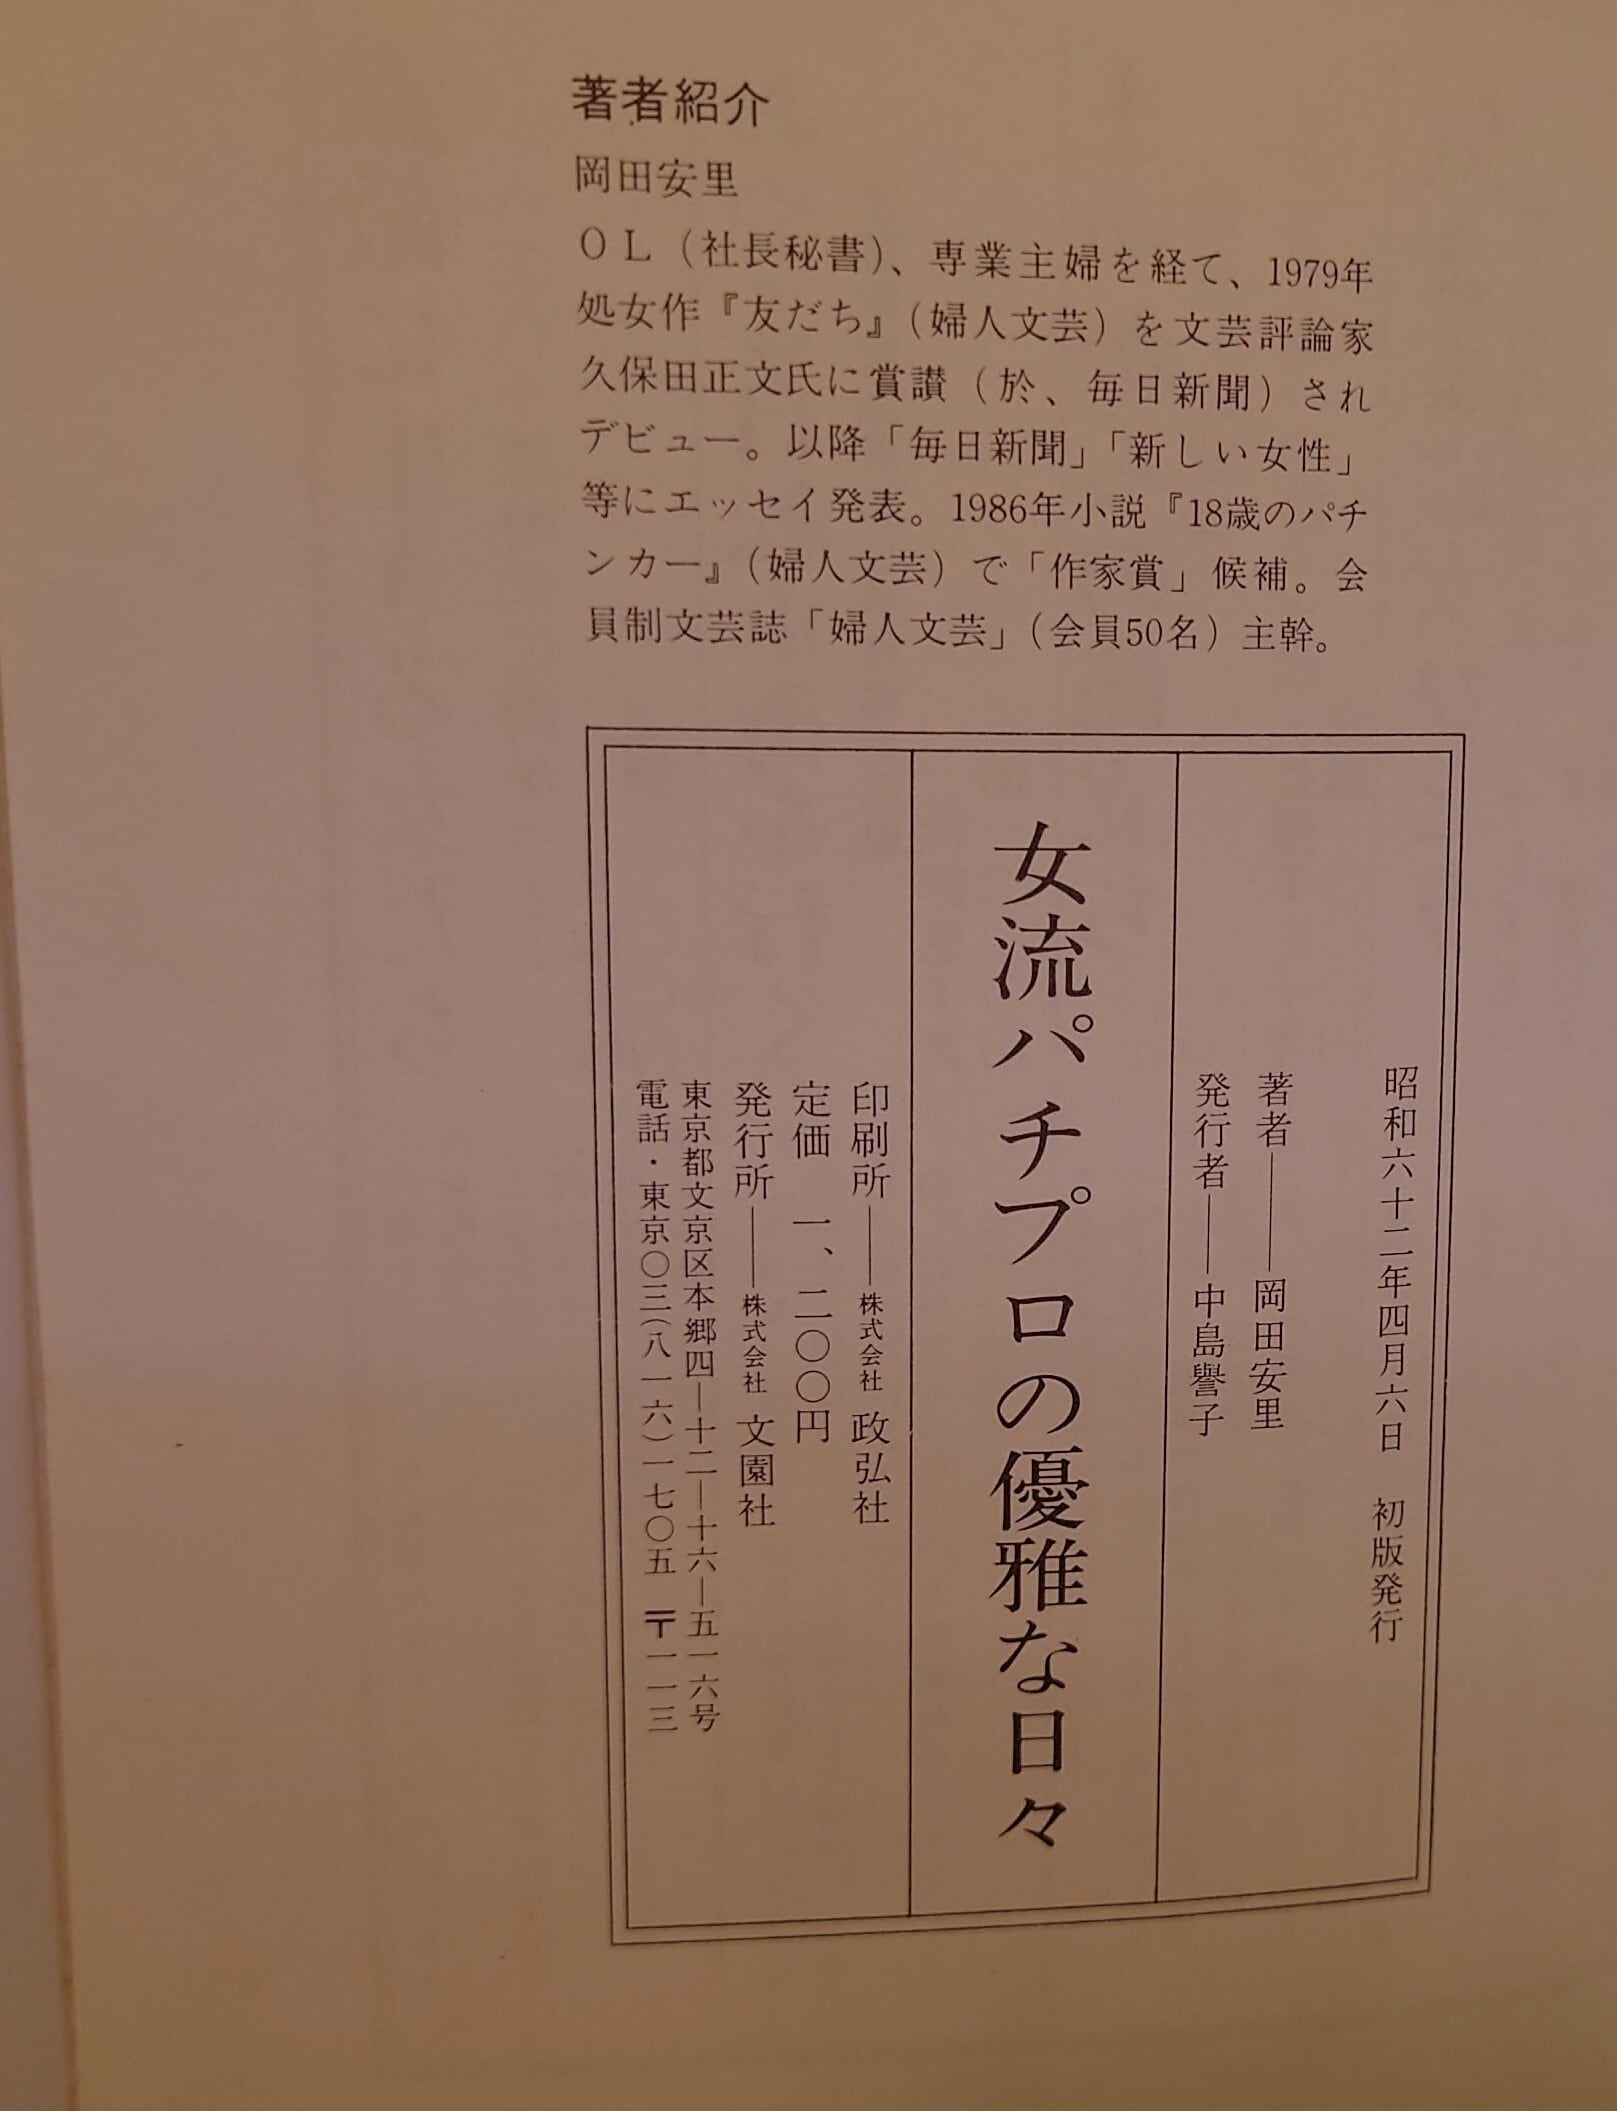 著者紹介
岡田安里
OL（社長秘書）、専業主婦を経て、1979年
処女作『友だち』（婦人文芸）を文芸評論家
久保田正文氏に賞讃（於、毎日新聞）され
デビュー。以降「毎日新聞」「新しい女性」
等にエッセイ発表。1986年小説『18歳のパチ
ンカー』（婦人文芸）で「作家賞」候補。会
員制文芸誌「婦人文芸」（会員50名）主幹。
昭和六十二年四月六日　初版発行
著者――岡田安里
発行者――中島譽子
女流パチプロの優雅な日々
印刷所――株式会社 政弘社
定価　一、二〇〇円
発行所――株式会社 文園社
東京都文京区本郷四―十二―十六―五一六号
電話・東京〇三（八一六）一七〇五 〒一一三